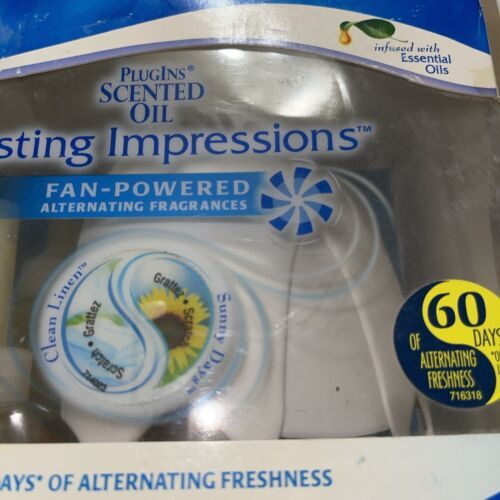 infused with
Essential
Oils
PLUGINS®
SCENTED
OIL
sting Impressions™
FAN-POWERED
ALTERNATING FRAGRANCES
Clean Linen™
Scratch • Grattez
Grattez • Scratch
Sunny Days™
60
DAYS
OF
ALTERNATING
FRESHNESS
716318
DAYS* OF ALTERNATING FRESHNESS